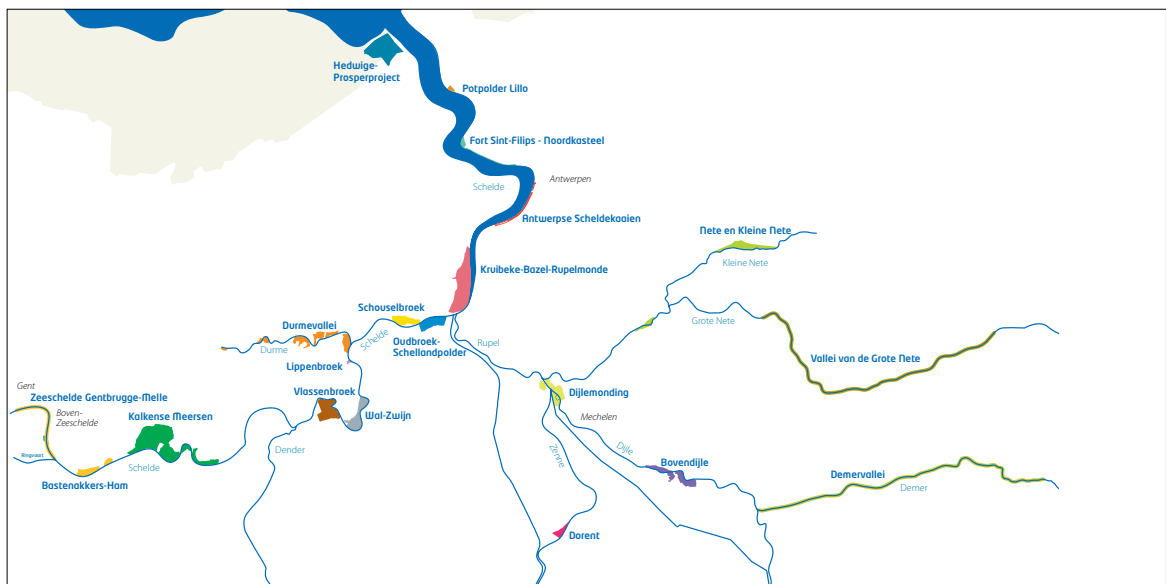 Hedwige-
Prosperproject
Potpolder Lillo
Fort Sint-Filips - Noordkasteel
Schelde
Antwerpen
Antwerpse Scheldekaaien
Nete en Kleine Nete
Kleine Nete
Kruibeke-Bazel-Rupelmonde
Schouselbroek
Durmevallei
Durme
Schelde
Oudbroek-
Schellandpolder
Rupel
Grote Nete
Vallei van de Grote Nete
Lippenbroek
Gent
Zeeschelde Gentbrugge-Melle
Vlassenbroek
Dijlemonding
Boven-
Zeeschelde
Kalkense Meersen
Wal-Zwijn
Mechelen
Ringvaart
Schelde
Dender
Zenne
Dijle
Bovendijle
Bastenakkers-Ham
Demervallei
Demer
Dorent